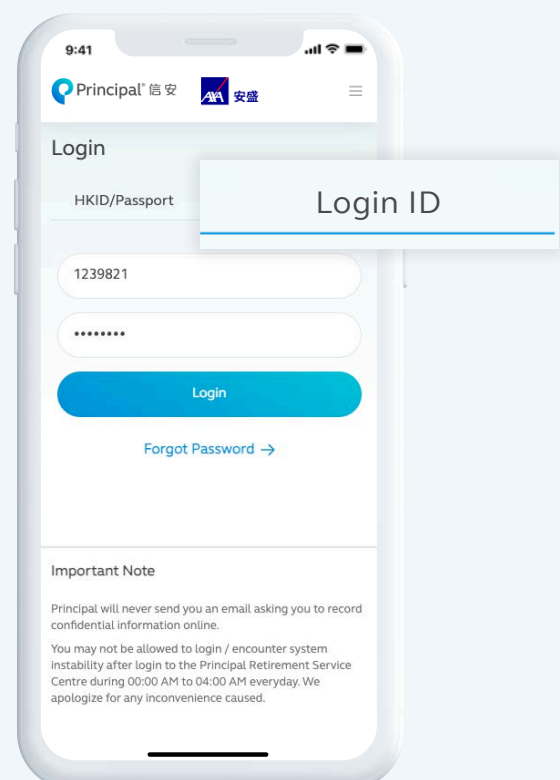 9:41
Principal® 信安 AXA 安盛
Login
HKID/Passport
Login ID
1239821
••••••••
Login
Forgot Password →
Important Note
Principal will never send you an email asking you to record
confidential information online.
You may not be allowed to login / encounter system
instability after login to the Principal Retirement Service
Centre during 00:00 AM to 04:00 AM everyday. We
apologize for any inconvenience caused.